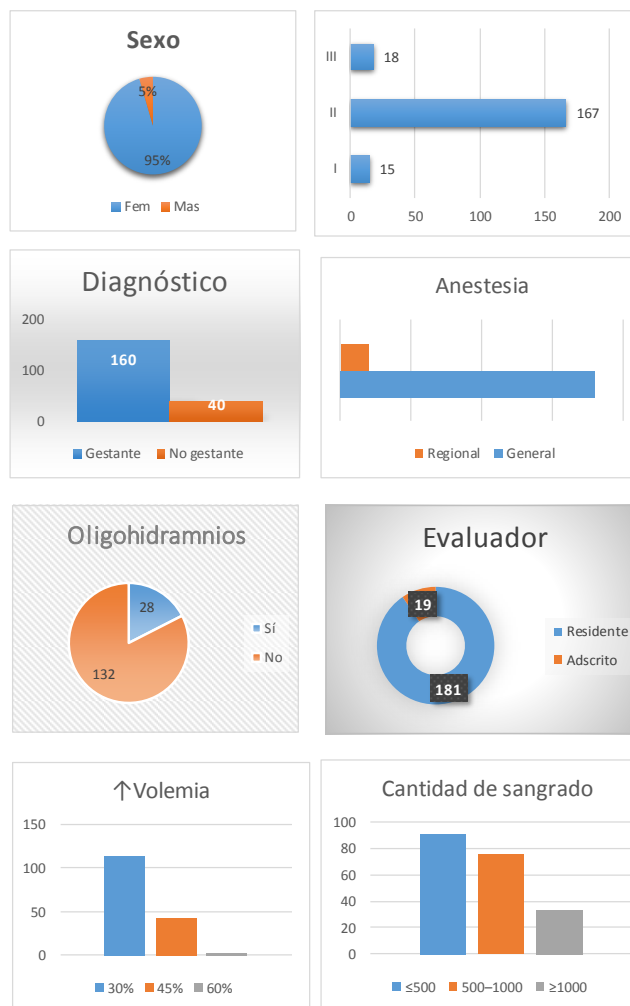 Sexo
5%
95%
Fem Mas
III
18
II
167
I
15
0 50 100 150 200
Diagnóstico
200
160
100
40
0
Gestante No gestante
Anestesia
Regional General
Oligohidramnios
28
Sí
No
132
Evaluador
19
Residente
Adscrito
181
↑Volemia
150
100
50
0
30% 45% 60%
Cantidad de sangrado
100
80
60
40
20
0
≤500 500–1000 ≥1000